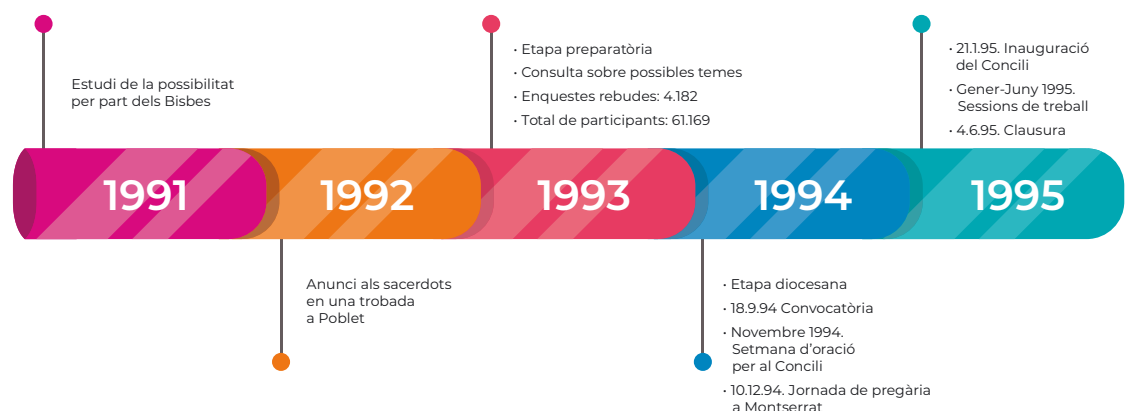 Estudi de la possibilitat
per part dels Bisbes
· Etapa preparatòria
· Consulta sobre possibles temes
· Enquestes rebudes: 4.182
· Total de participants: 61.169
· 21.1.95. Inauguració
del Concili
· Gener-Juny 1995.
Sessions de treball
· 4.6.95. Clausura
1991
1992
1993
1994
1995
Anunci als sacerdots
en una trobada
a Poblet
· Etapa diocesana
· 18.9.94 Convocatòria
· Novembre 1994.
Setmana d’oració
per al Concili
· 10.12.94. Jornada de pregària
a Montserrat